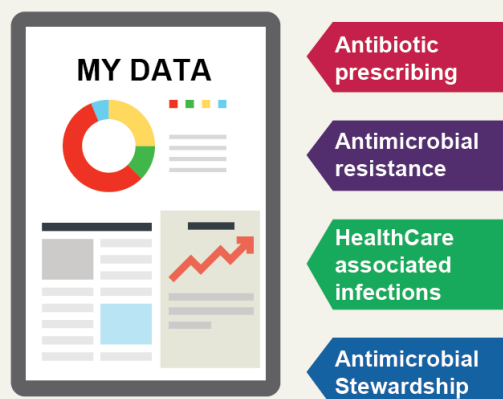 MY DATA
Antibiotic
prescribing
Antimicrobial
resistance
HealthCare
associated
infections
Antimicrobial
Stewardship